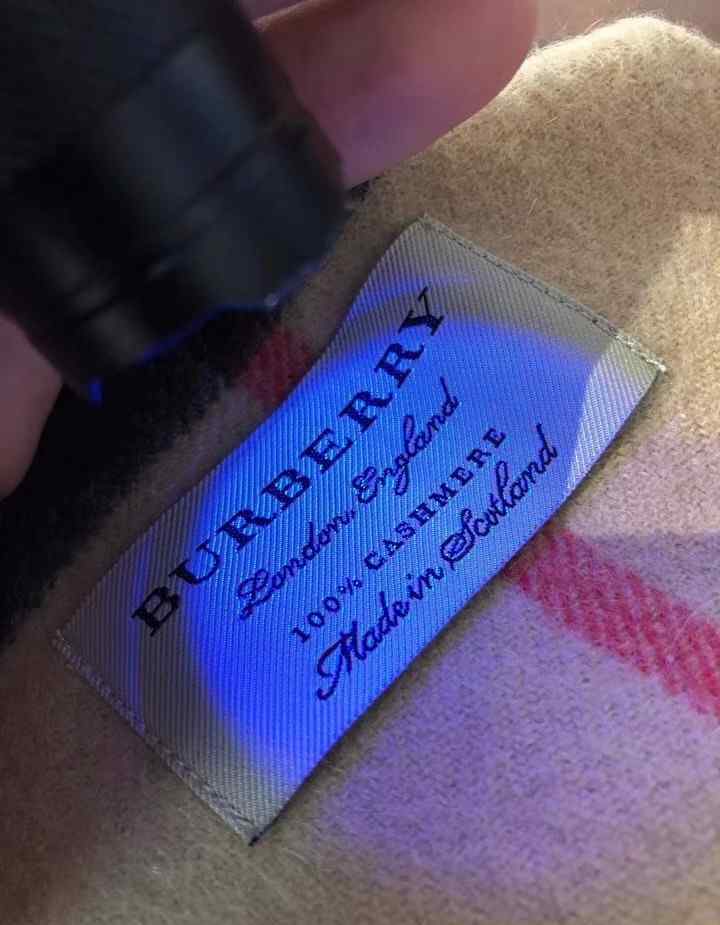 BURBERRY
London, England
100% CASHMERE
Made in Scotland